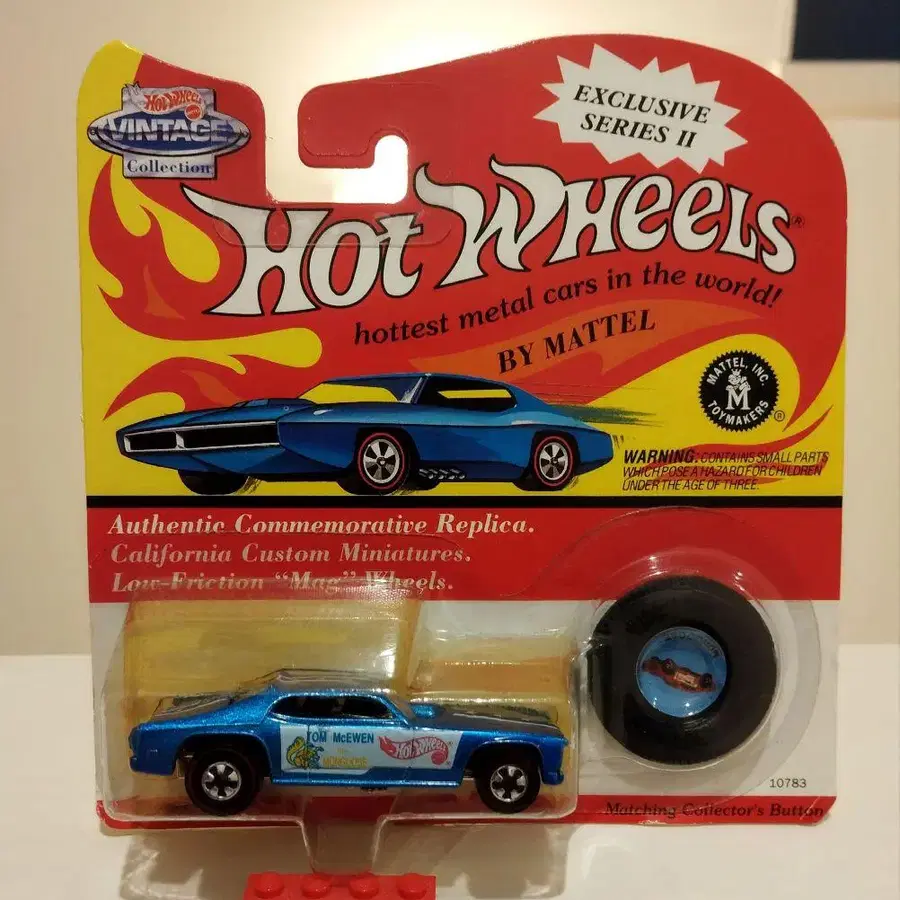 Hot Wheels
VINTAGE
Collection
EXCLUSIVE
SERIES II
Hot Wheels®
hottest metal cars in the world!
BY MATTEL
MATTEL, INC.
M
TOYMAKERS
®
WARNING: CONTAINS SMALL PARTS
WHICH POSE A HAZARD FOR CHILDREN
UNDER THE AGE OF THREE.
Authentic Commemorative Replica.
California Custom Miniatures.
Low-Friction "Mag" Wheels.
TOM McEWEN
Hot Wheels
10783
Matching Collector's Button